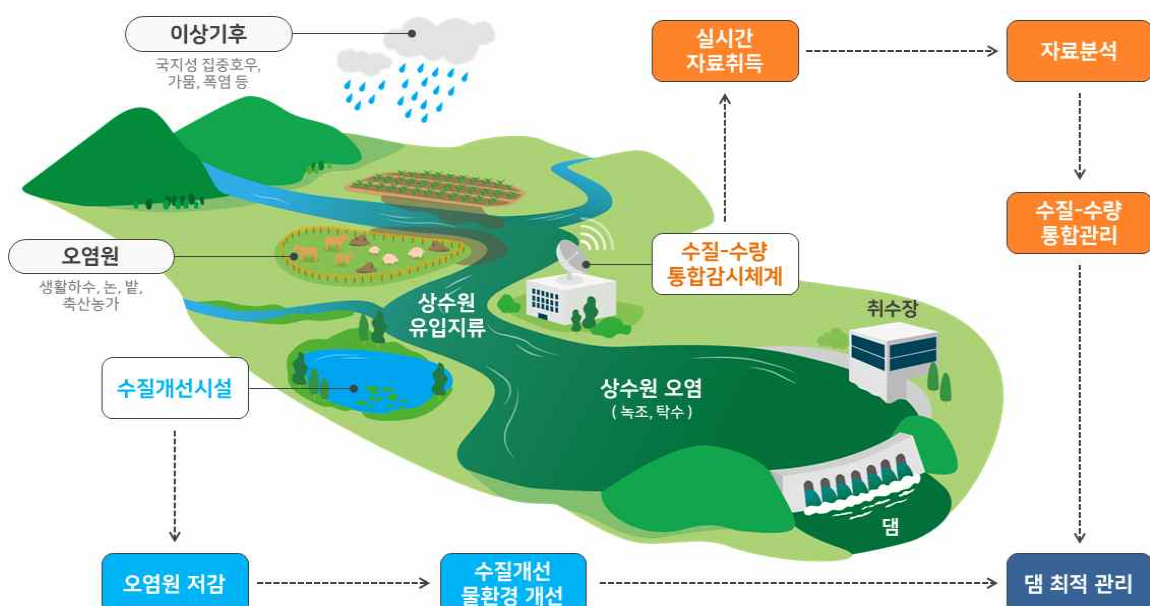 이상기후
국지성 집중호우,
가뭄, 폭염 등
실시간
자료취득
자료분석
수질-수량
통합관리
오염원
생활하수, 논, 밭,
축산농가
수질-수량
통합감시체계
상수원
유입지류
취수장
수질개선시설
상수원 오염
( 녹조, 탁수 )
댐
오염원 저감
수질개선
물환경 개선
댐 최적 관리